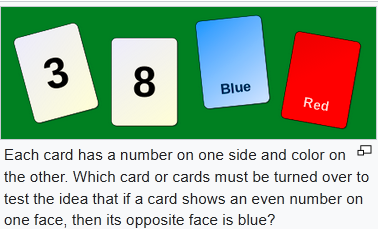 3
8
Blue
Red
Each card has a number on one side and color on
the other. Which card or cards must be turned over to
test the idea that if a card shows an even number on
one face, then its opposite face is blue?